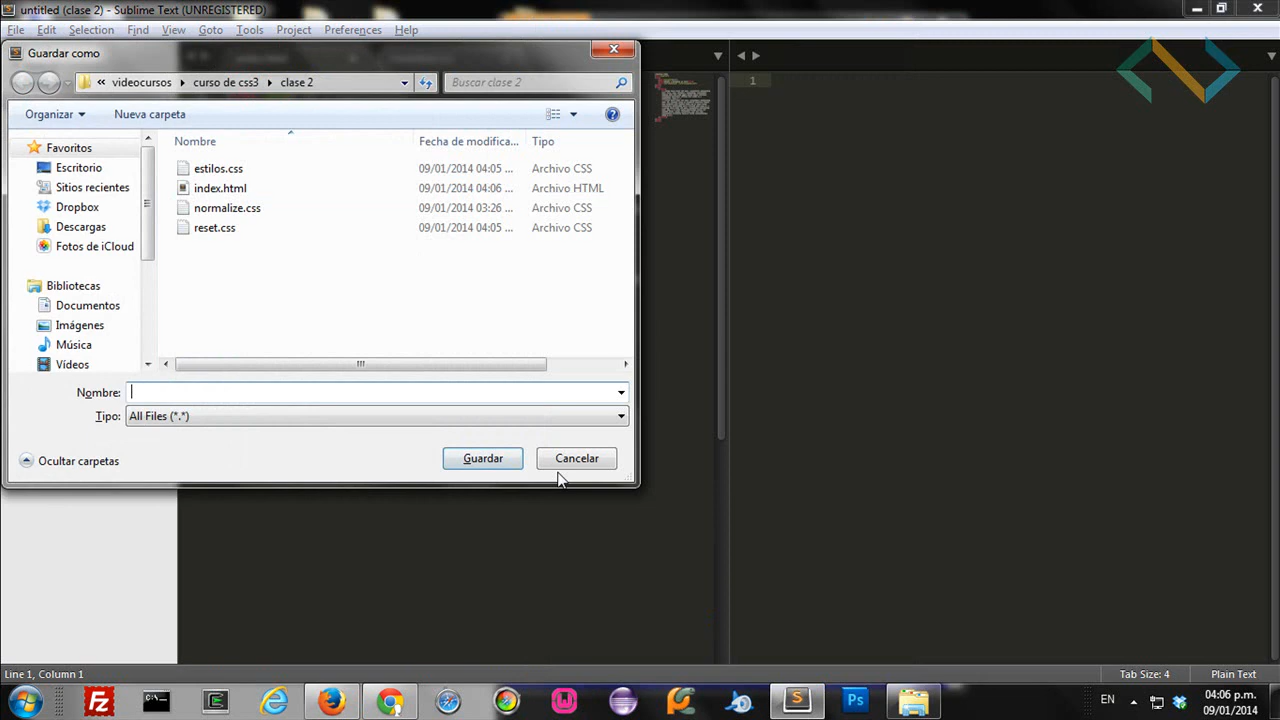 untitled (clase 2) - Sublime Text (UNREGISTERED)
File Edit Selection Find View Goto Tools Project Preferences Help
Guardar como
videocursos curso de css3 clase 2 Buscar clase 2
Organizar Nueva carpeta
Nombre Fecha de modifica... Tipo
Favoritos
Escritorio
Sitios recientes
Dropbox
Descargas
Fotos de iCloud
Bibliotecas
Documentos
Imágenes
Música
Vídeos
estilos.css 09/01/2014 04:05 ... Archivo CSS
index.html 09/01/2014 04:06 ... Archivo HTML
normalize.css 09/01/2014 03:26 ... Archivo CSS
reset.css 09/01/2014 04:05 ... Archivo CSS
Nombre:
Tipo: All Files (*.*)
Ocultar carpetas Guardar Cancelar
1
Line 1, Column 1 Tab Size: 4 Plain Text
EN 04:06 p.m.
09/01/2014